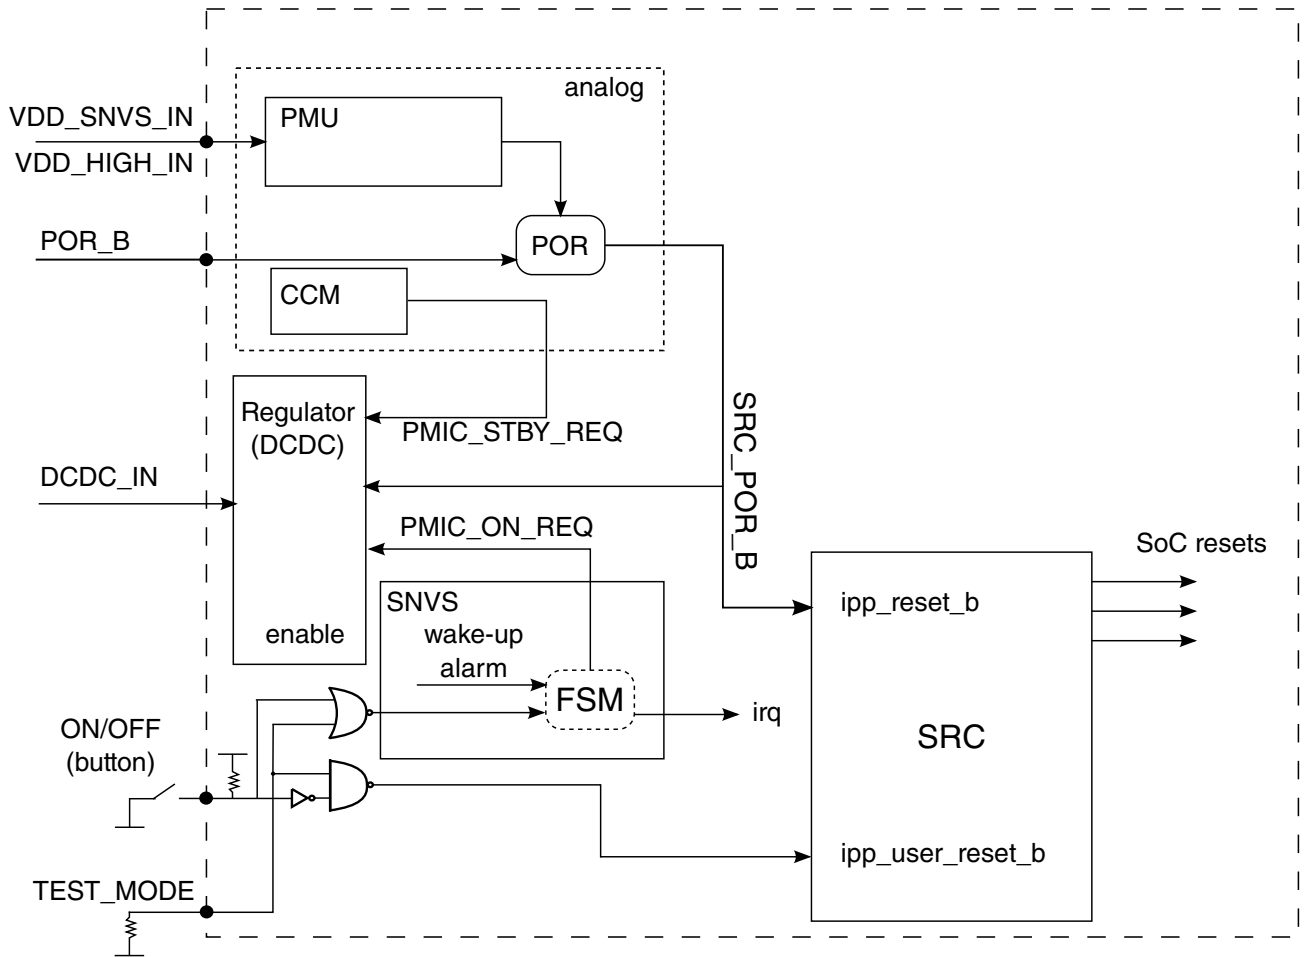 analog
VDD_SNVS_IN
PMU
VDD_HIGH_IN
POR_B
POR
CCM
Regulator
(DCDC)
PMIC_STBY_REQ
SRC_POR_B
DCDC_IN
PMIC_ON_REQ
SoC resets
SNVS
ipp_reset_b
enable
wake-up
alarm
FSM
irq
ON/OFF
(button)
SRC
ipp_user_reset_b
TEST_MODE